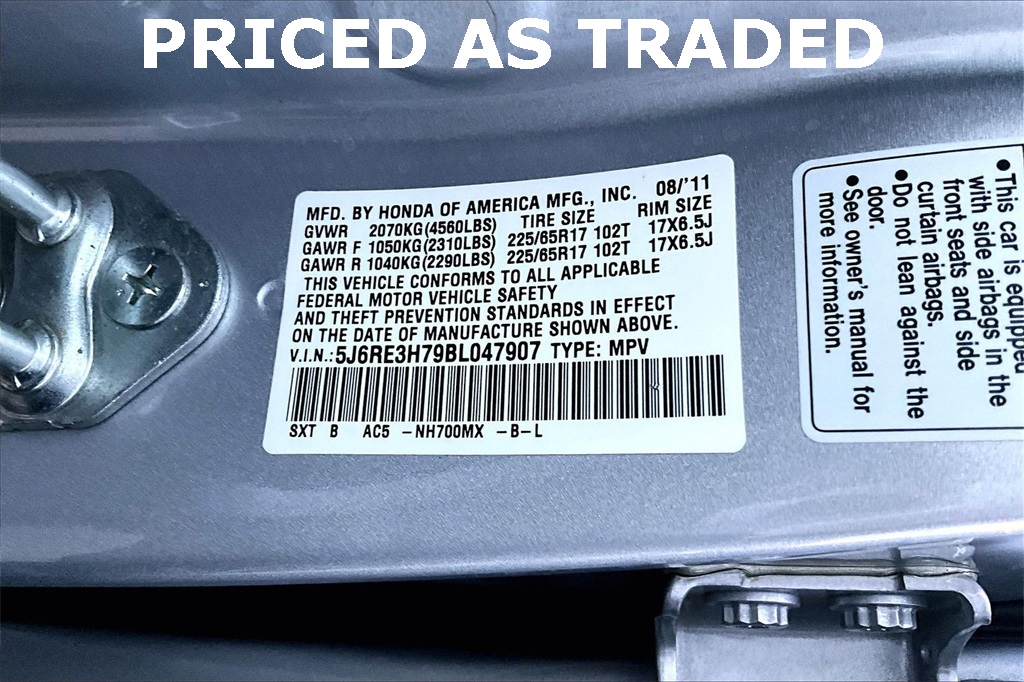 PRICED AS TRADED
MFD. BY HONDA OF AMERICA MFG., INC. 08/'11
GVWR 2070KG(4560LBS) TIRE SIZE RIM SIZE
GAWR F 1050KG(2310LBS) 225/65R17 102T 17X6.5J
GAWR R 1040KG(2290LBS) 225/65R17 102T 17X6.5J
THIS VEHICLE CONFORMS TO ALL APPLICABLE
FEDERAL MOTOR VEHICLE SAFETY
AND THEFT PREVENTION STANDARDS IN EFFECT
ON THE DATE OF MANUFACTURE SHOWN ABOVE.
V.I.N.: 5J6RE3H79BL047907 TYPE: MPV
SXT B AC5 -NH700MX -B-L
•This car is equipped
with side airbags in the
front seats and side
curtain airbags.
•Do not lean against the
door.
•See owner's manual for
more information.